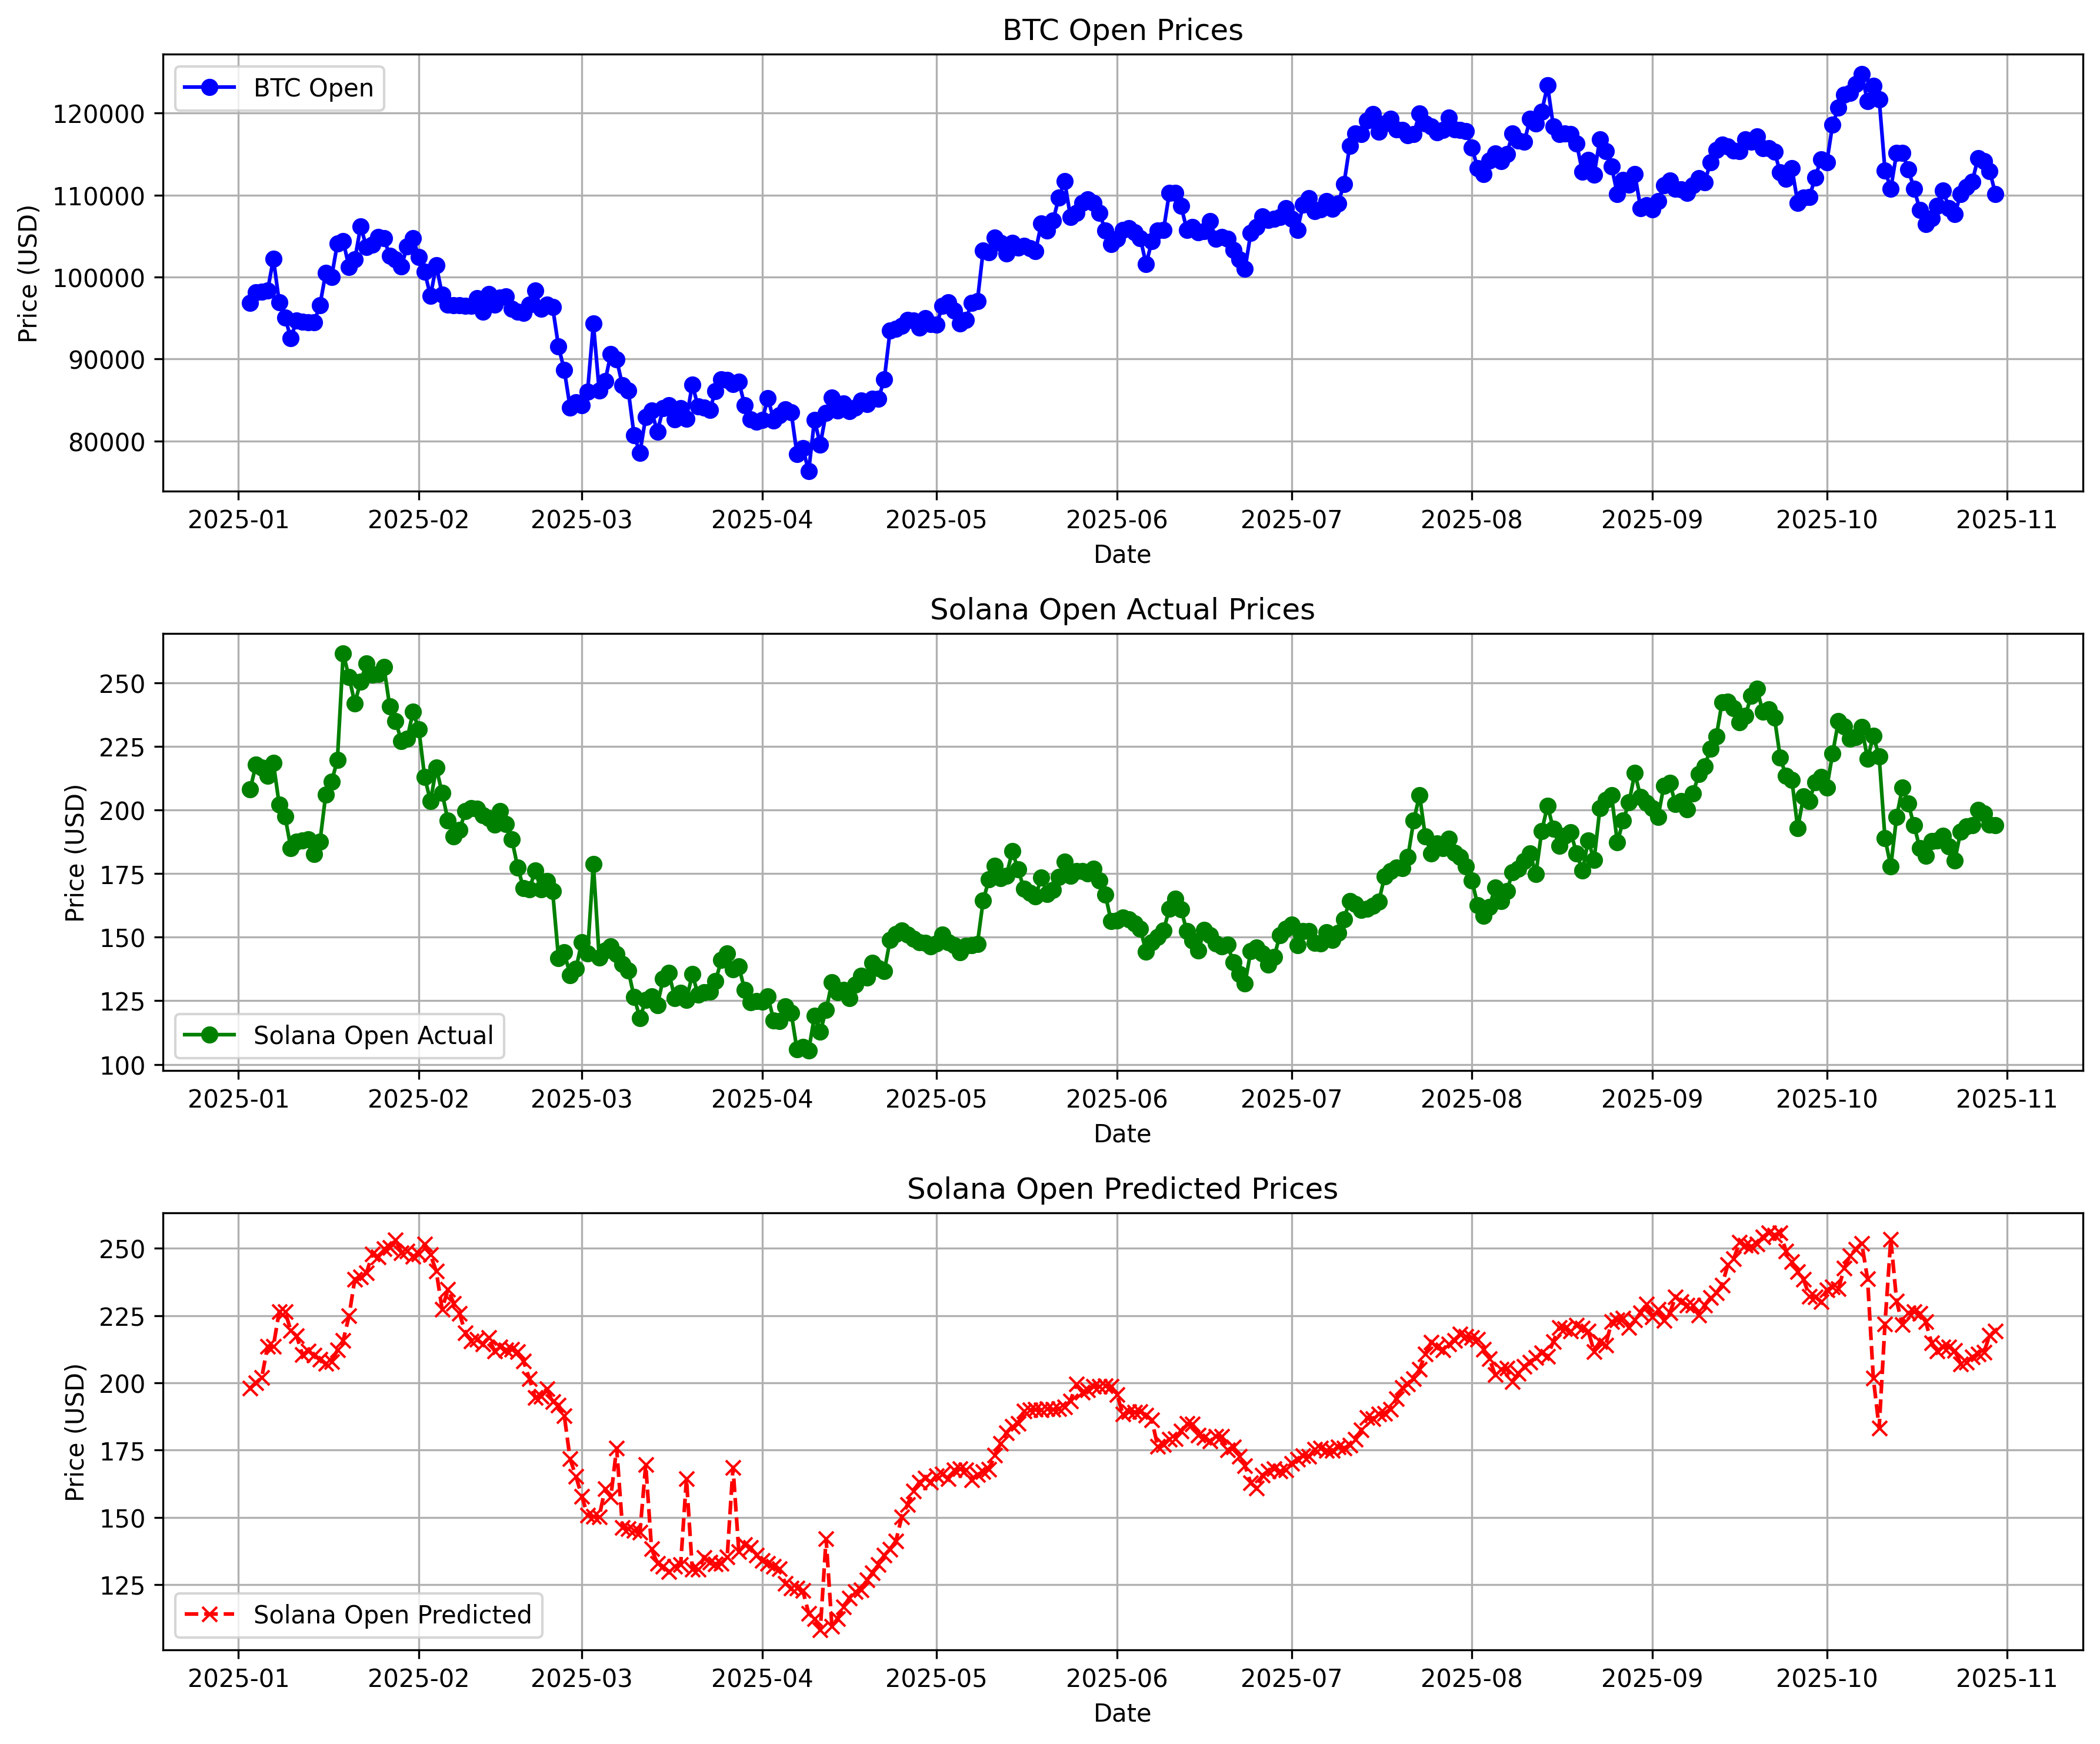 BTC Open Prices
BTC Open
Price (USD)
120000
110000
100000
90000
80000
2025-01 2025-02 2025-03 2025-04 2025-05 2025-06 2025-07 2025-08 2025-09 2025-10 2025-11
Date
Solana Open Actual Prices
Price (USD)
250
225
200
175
150
125
100
Solana Open Actual
2025-01 2025-02 2025-03 2025-04 2025-05 2025-06 2025-07 2025-08 2025-09 2025-10 2025-11
Date
Solana Open Predicted Prices
Price (USD)
250
225
200
175
150
125
Solana Open Predicted
2025-01 2025-02 2025-03 2025-04 2025-05 2025-06 2025-07 2025-08 2025-09 2025-10 2025-11
Date